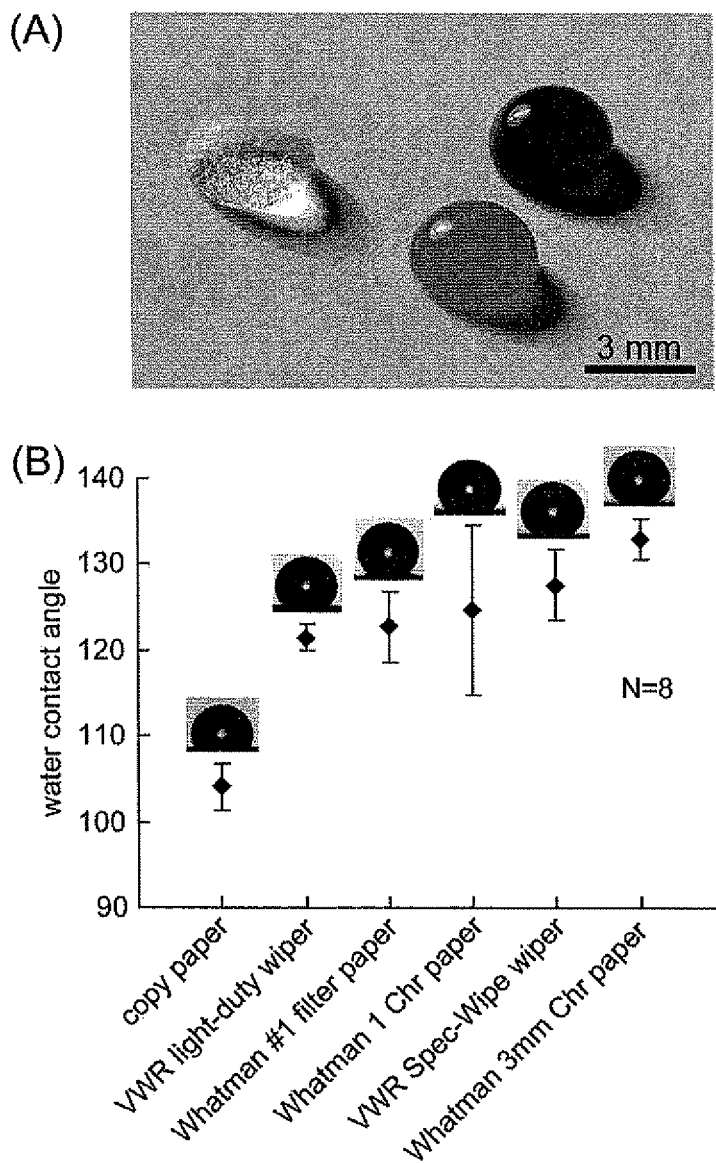 (A)
3 mm
(B)
140
130
120
110
100
90
water contact angle
N=8
copy paper
VWR light-duty wiper
Whatman #1 filter paper
Whatman 1 Chr paper
VWR Spec-Wipe wiper
Whatman 3mm Chr paper